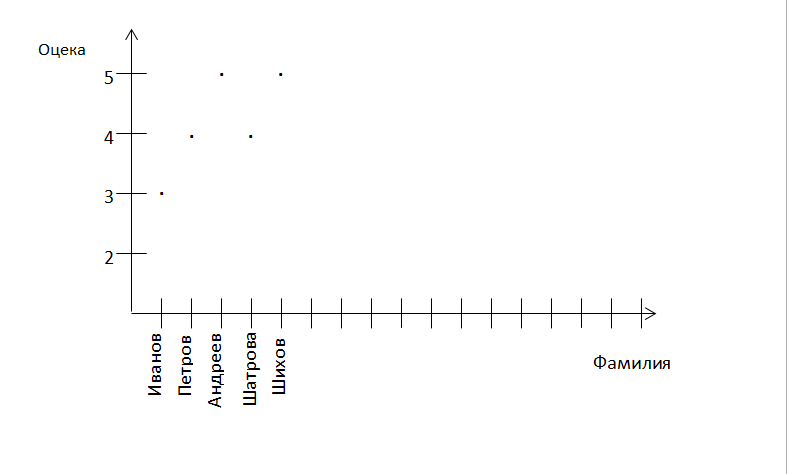 Оцека
5
4
3
2
Иванов
Петров
Андреев
Шатрова
Шихов
Фамилия